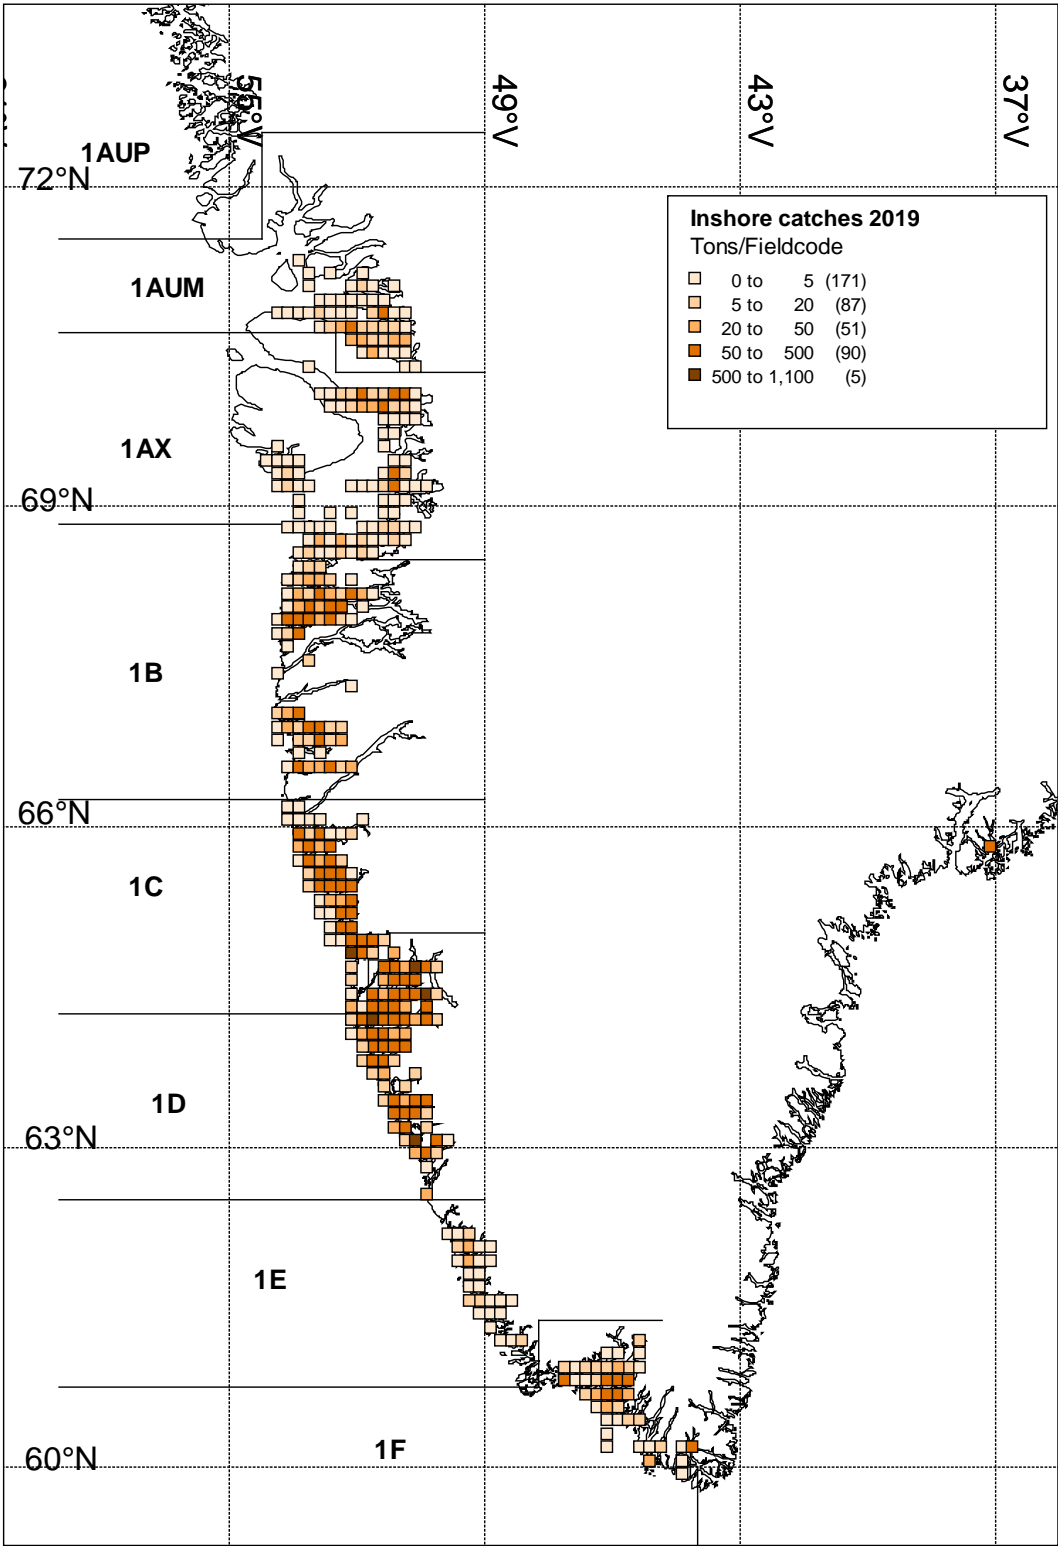 55°V
49°V
43°V
37°V
1AUP
72°N
Inshore catches 2019
Tons/Fieldcode
0 to 5 (171)
5 to 20 (87)
20 to 50 (51)
50 to 500 (90)
500 to 1,100 (5)
1AUM
1AX
69°N
1B
66°N
1C
1D
63°N
1E
1F
60°N